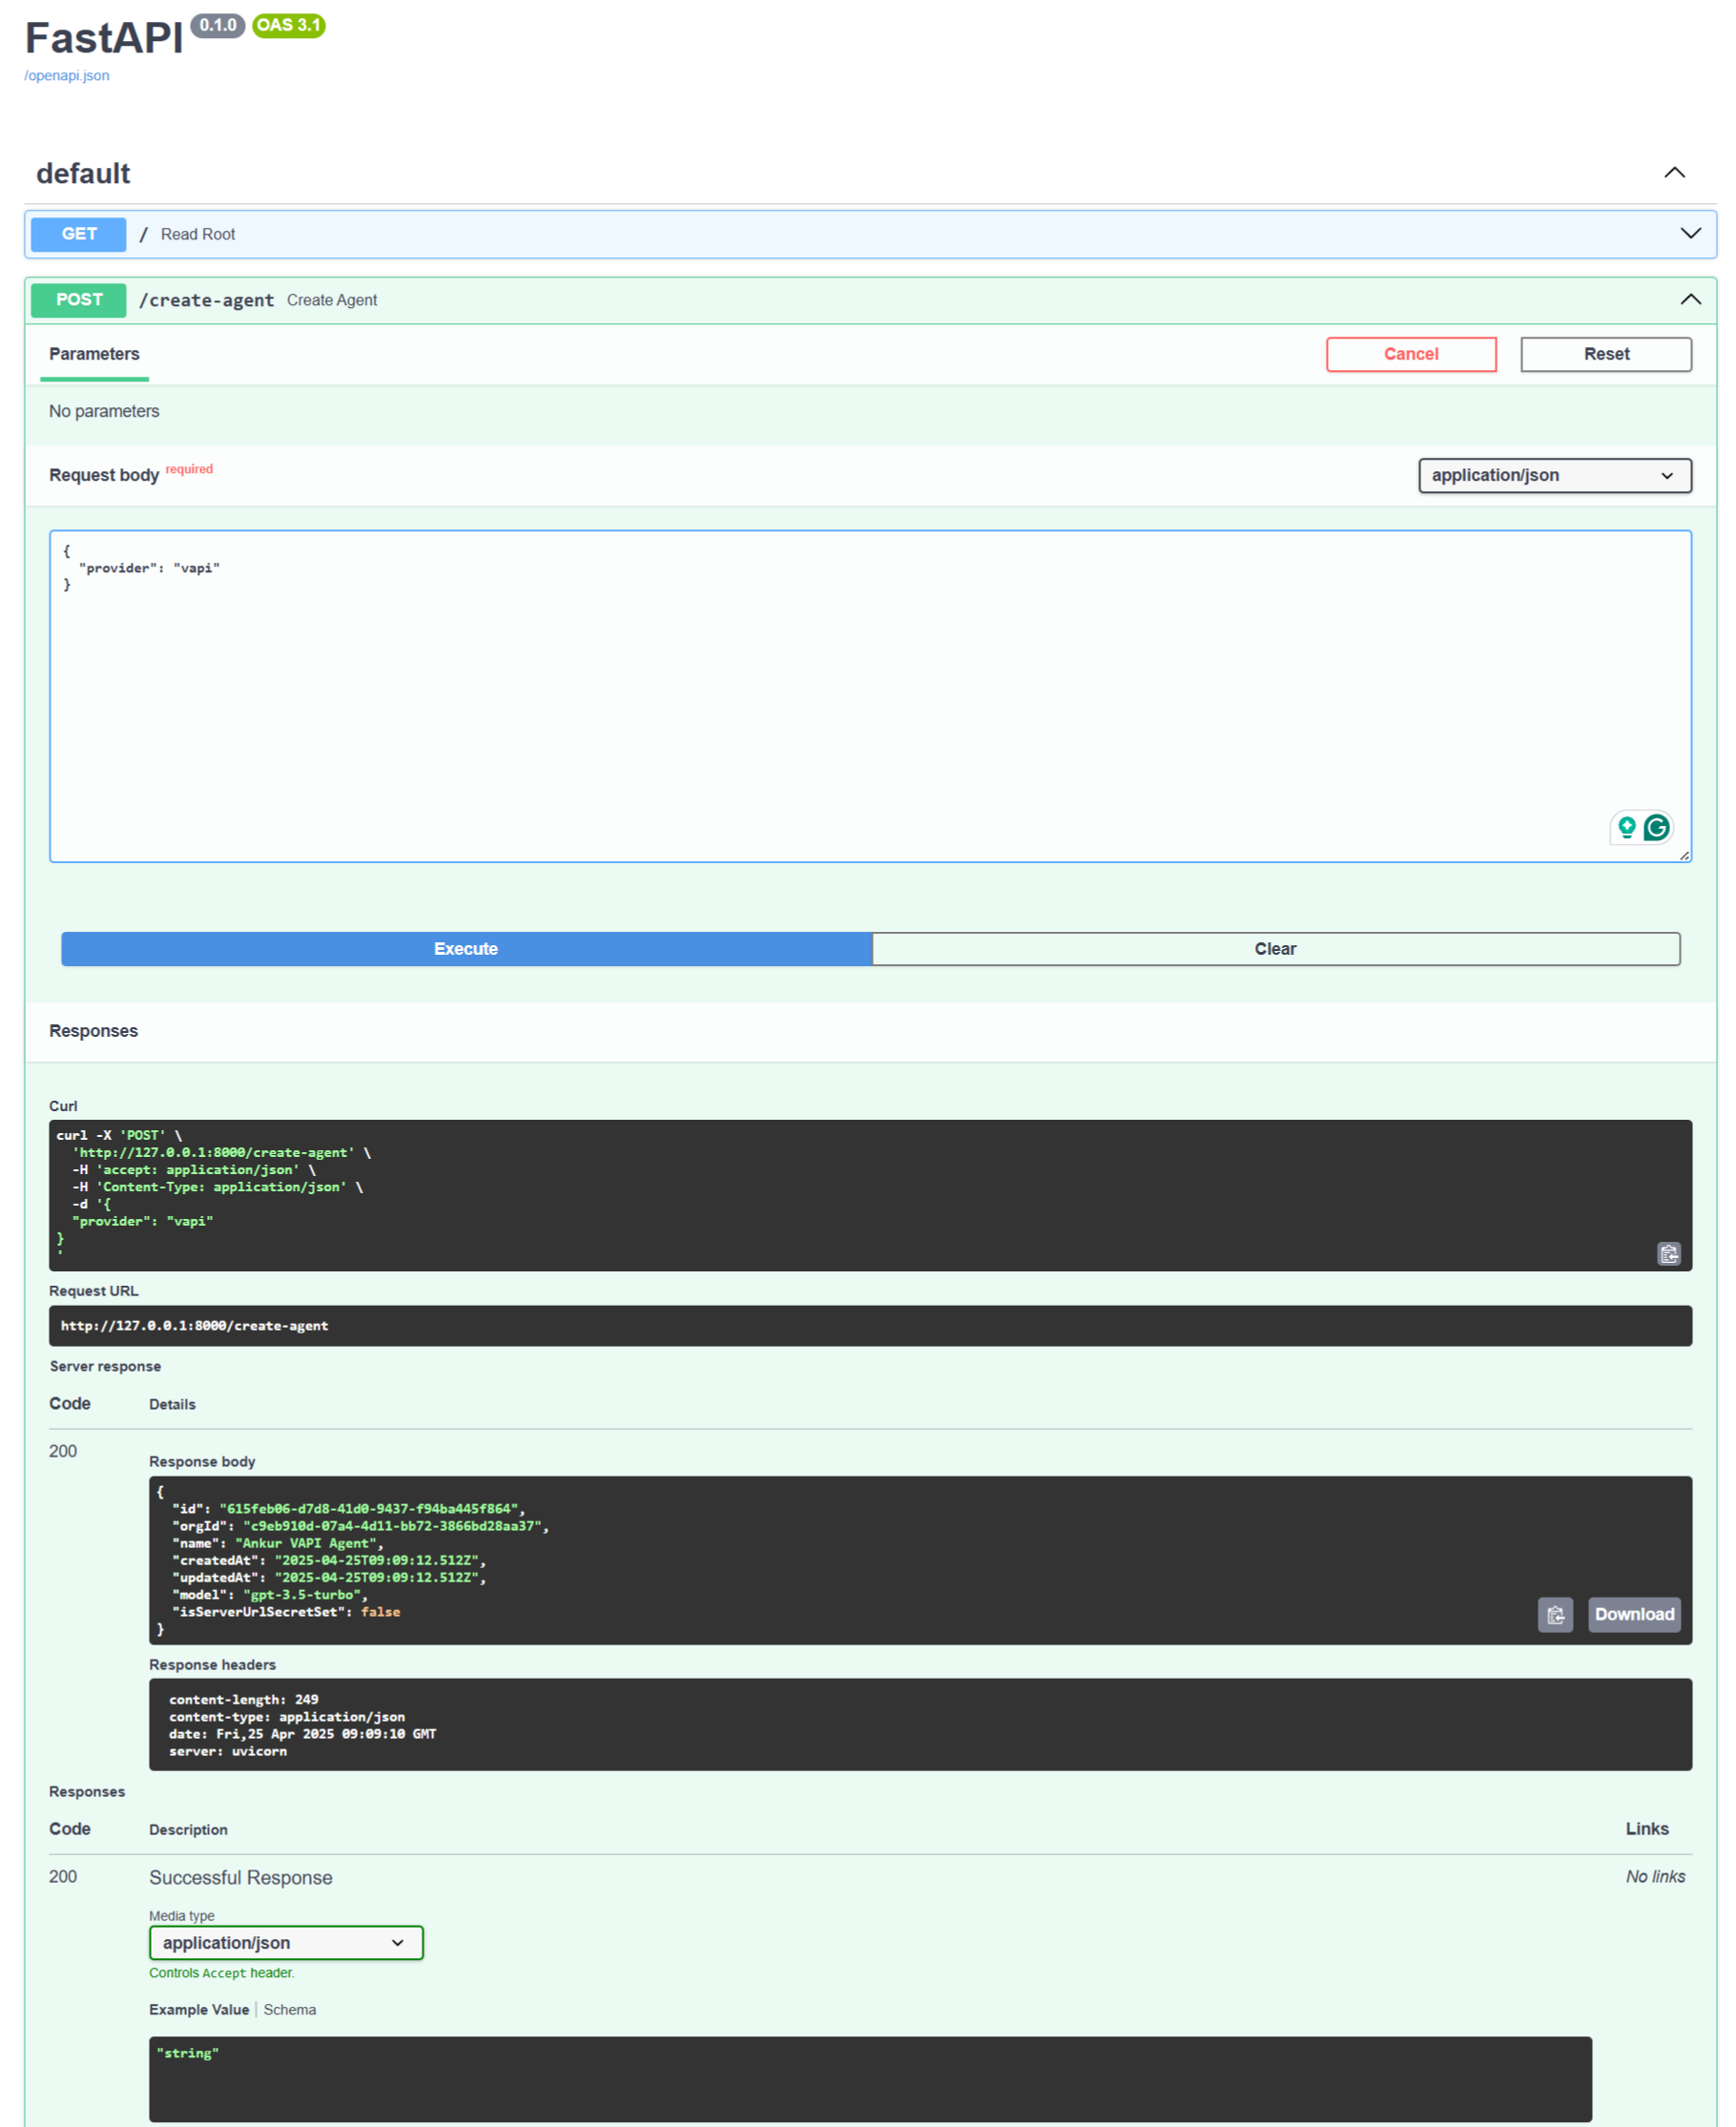 FastAPI 0.1.0 OAS 3.1
/openapi.json
default
GET / Read Root
POST /create-agent Create Agent
Parameters Cancel Reset
No parameters
Request body required application/json
{
  "provider": "vapi"
}
Execute Clear
Responses
Curl
curl -X 'POST' \
  'http://127.0.0.1:8000/create-agent' \
  -H 'accept: application/json' \
  -H 'Content-Type: application/json' \
  -d '{
  "provider": "vapi"
}
'
Request URL
http://127.0.0.1:8000/create-agent
Server response
Code Details
200
Response body
{
  "id": "615feb06-d7d8-41d0-9437-f94ba445f864",
  "orgId": "c9eb910d-07a4-4d11-bb72-3866bd28aa37",
  "name": "Ankur VAPI Agent",
  "createdAt": "2025-04-25T09:09:12.512Z",
  "updatedAt": "2025-04-25T09:09:12.512Z",
  "model": "gpt-3.5-turbo",
  "isServerUrlSecretSet": false
}
Download
Response headers
content-length: 249
content-type: application/json
date: Fri,25 Apr 2025 09:09:10 GMT
server: uvicorn
Responses
Code Description Links
200 Successful Response No links
Media type
application/json
Controls Accept header.
Example Value Schema
"string"